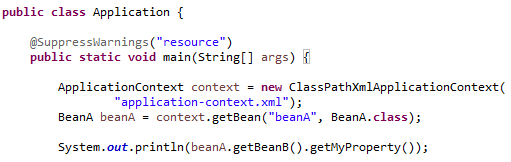 public class Application {
@SuppressWarnings("resource")
public static void main(String[] args) {
ApplicationContext context = new ClassPathXmlApplicationContext(
"application-context.xml");
BeanA beanA = context.getBean("beanA", BeanA.class);
System.out.println(beanA.getBeanB().getMyProperty());